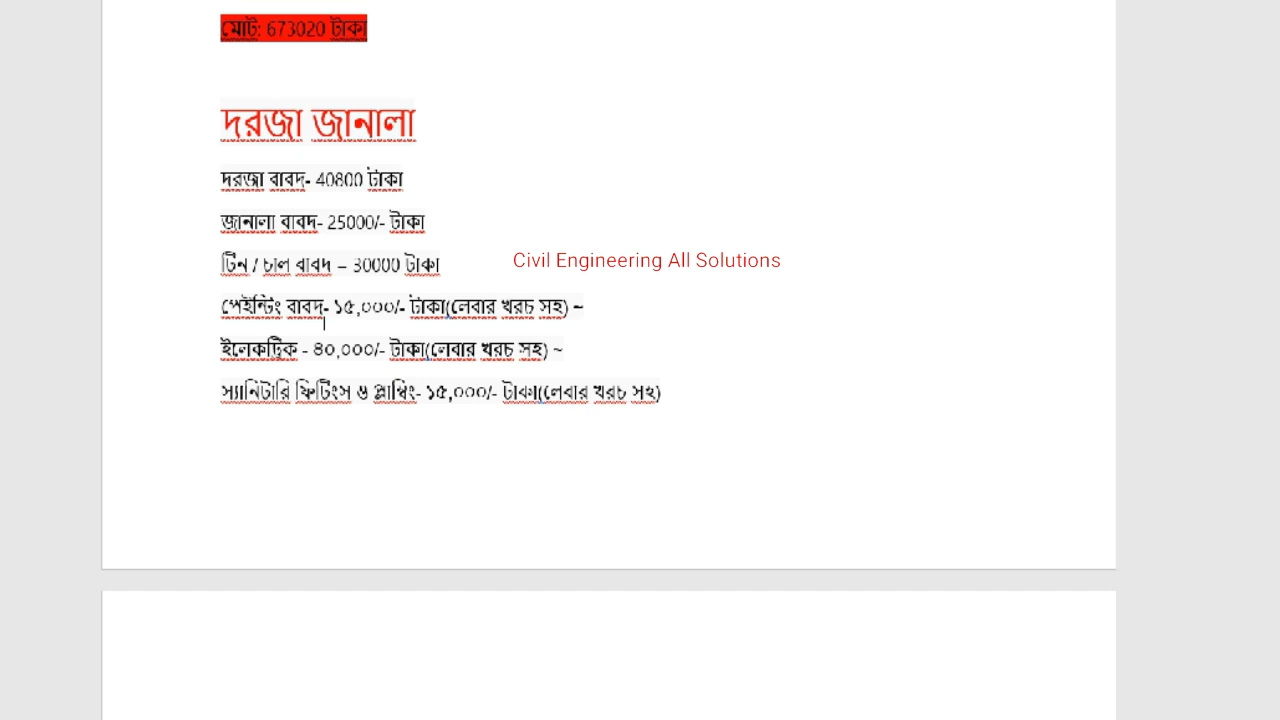 মোট: 673020 টাকা
দরজা জানালা
দরজা বাবদ- 40800 টাকা
জানালা বাবদ- 25000/- টাকা
টিন / চাল বাবদ – 30000 টাকা
Civil Engineering All Solutions
পেইন্টিং বাবদ- ১৫,০০০/- টাকা(লেবার খরচ সহ) ~
ইলেকট্রিক - ৪০,০০০/- টাকা(লেবার খরচ সহ) ~
স্যানিটারি ফিটিংস ও প্লাম্বিং- ১৫,০০০/- টাকা(লেবার খরচ সহ)